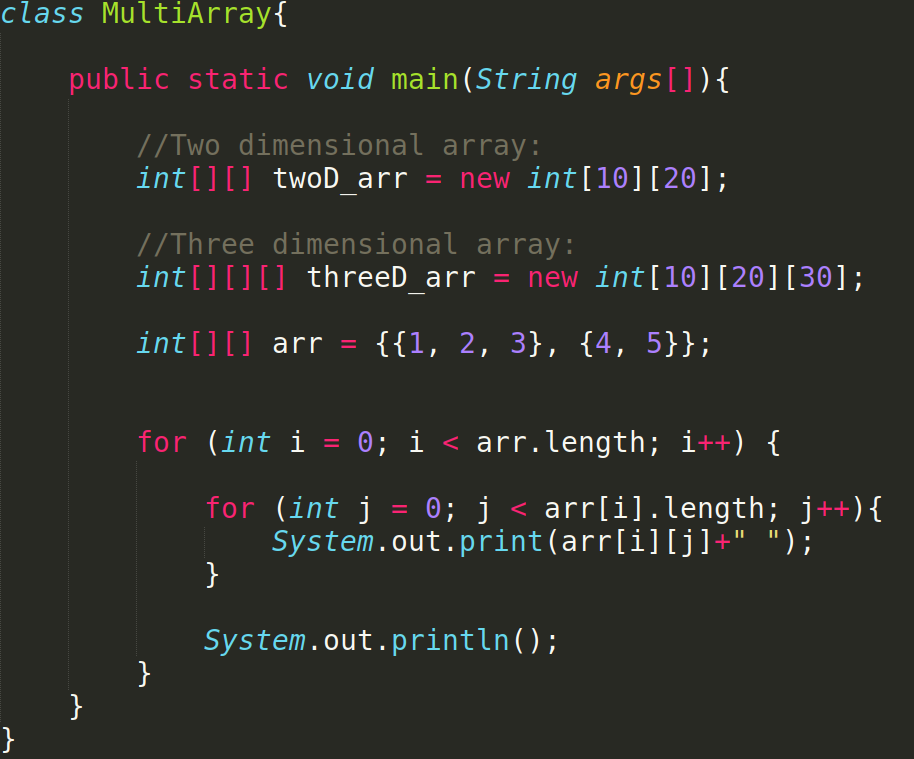 class MultiArray{
public static void main(String args[]){
//Two dimensional array:
int[][] twoD_arr = new int[10][20];
//Three dimensional array:
int[][][] threeD_arr = new int[10][20][30];
int[][] arr = {{1, 2, 3}, {4, 5}};
for (int i = 0; i < arr.length; i++) {
for (int j = 0; j < arr[i].length; j++){
System.out.print(arr[i][j]+" ");
}
System.out.println();
}
}
}